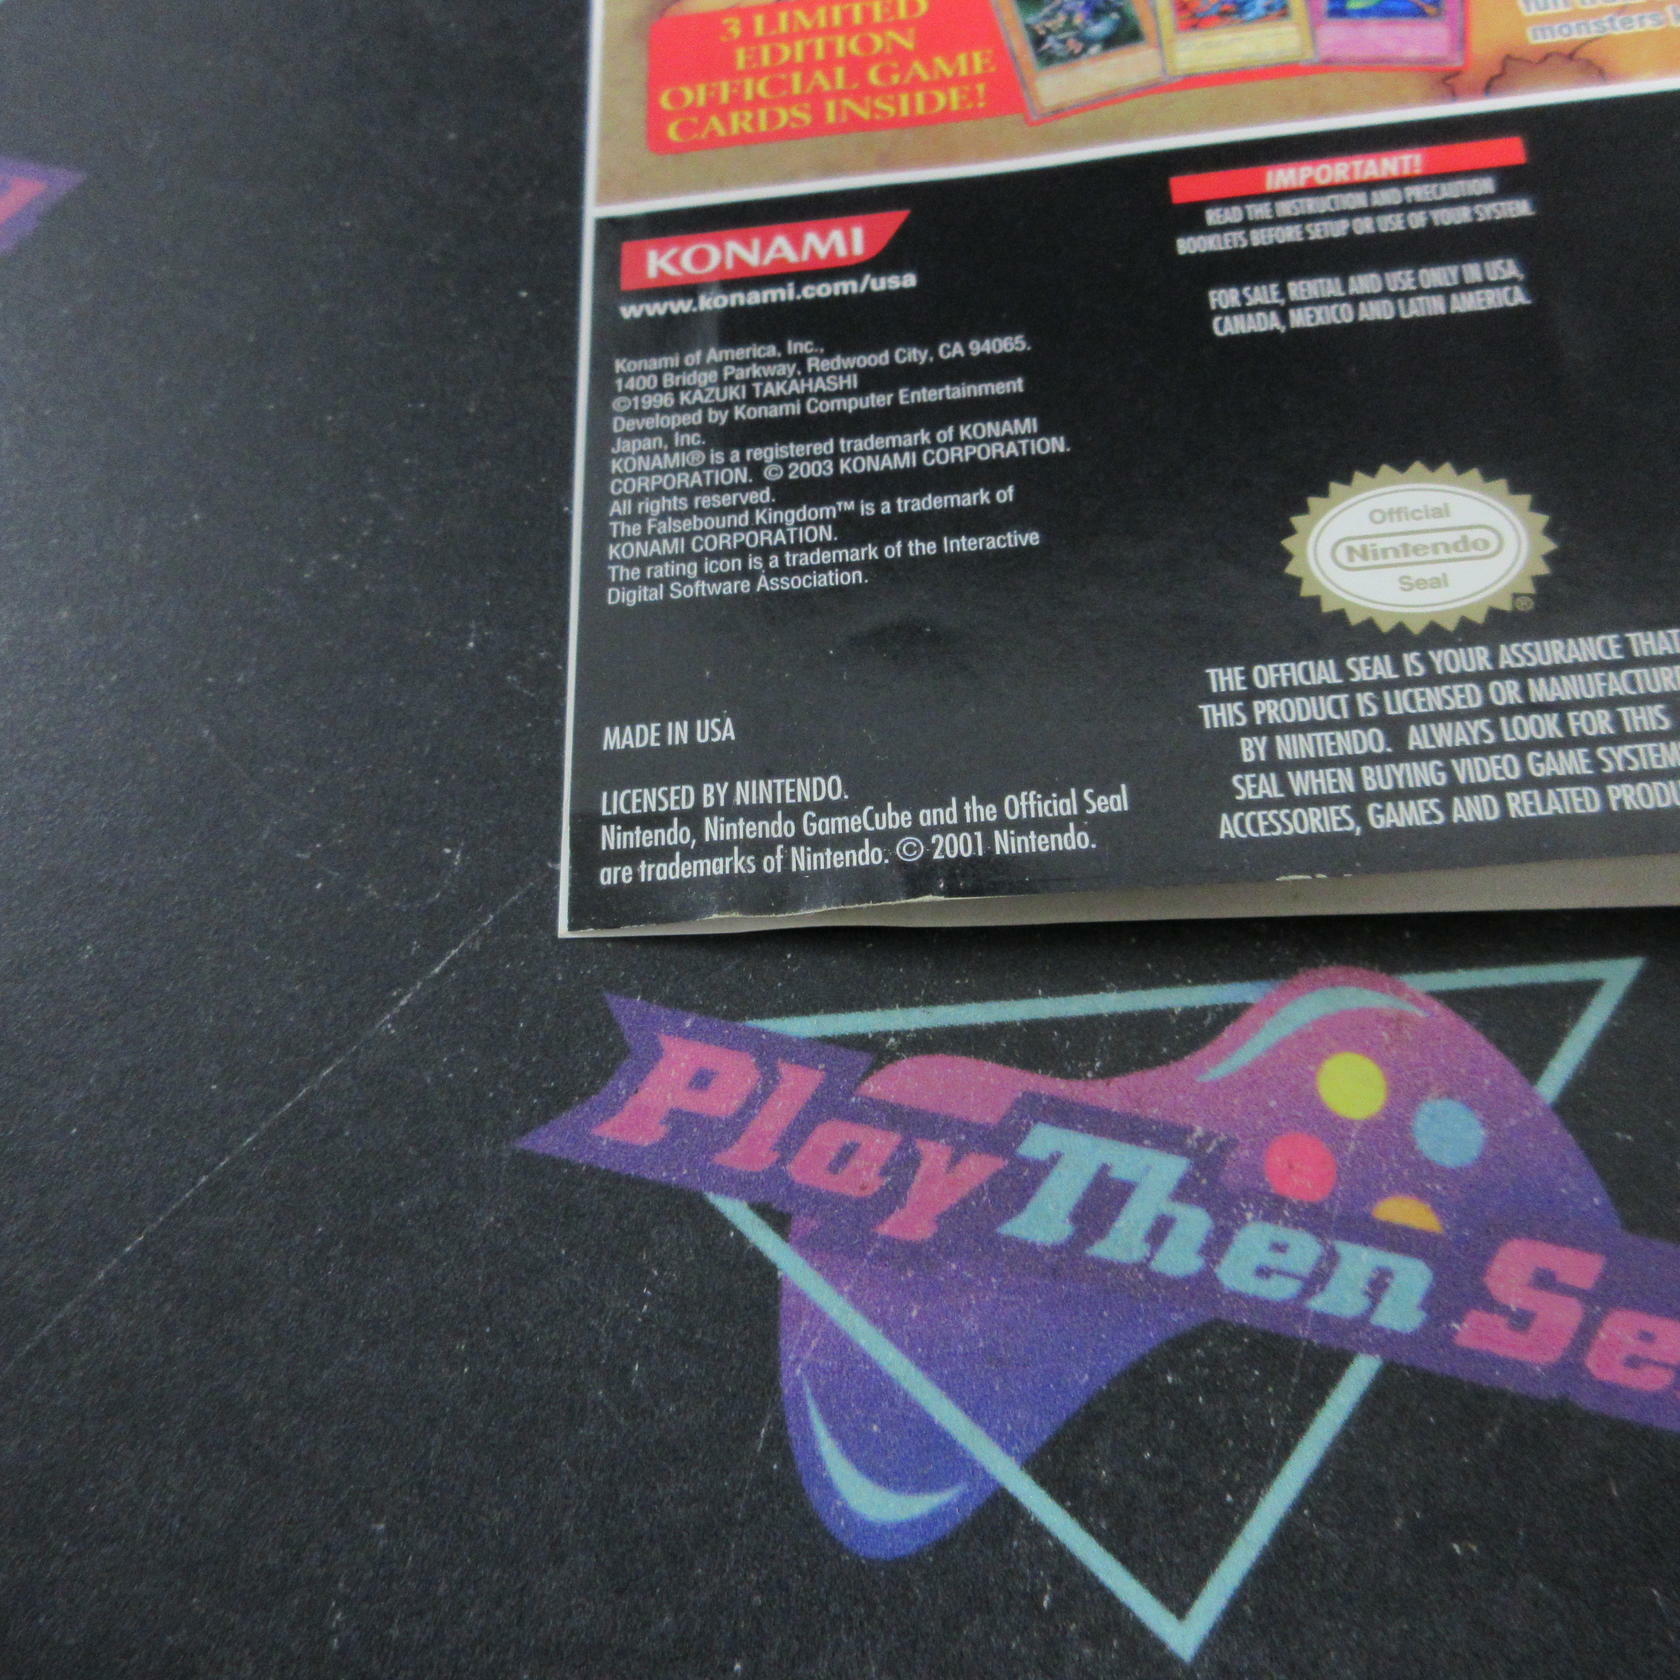 3 LIMITED
EDITION
OFFICIAL GAME
CARDS INSIDE!
monsters
KONAMI
www.konami.com/usa
Konami of America, Inc.,
1400 Bridge Parkway, Redwood City, CA 94065.
©1996 KAZUKI TAKAHASHI
Developed by Konami Computer Entertainment
Japan, Inc.
KONAMI® is a registered trademark of KONAMI
CORPORATION. © 2003 KONAMI CORPORATION.
All rights reserved.
The Falsebound Kingdom™ is a trademark of
KONAMI CORPORATION.
The rating icon is a trademark of the Interactive
Digital Software Association.
MADE IN USA
LICENSED BY NINTENDO.
Nintendo, Nintendo GameCube and the Official Seal
are trademarks of Nintendo. © 2001 Nintendo.
IMPORTANT!
READ THE INSTRUCTION AND PRECAUTION
BOOKLETS BEFORE SETUP OR USE OF YOUR SYSTEM.
FOR SALE, RENTAL AND USE ONLY IN USA,
CANADA, MEXICO AND LATIN AMERICA.
Official
Nintendo
Seal
®
THE OFFICIAL SEAL IS YOUR ASSURANCE THAT
THIS PRODUCT IS LICENSED OR MANUFACTUR
BY NINTENDO. ALWAYS LOOK FOR THIS
SEAL WHEN BUYING VIDEO GAME SYSTEM
ACCESSORIES, GAMES AND RELATED PROD
Play Then Se